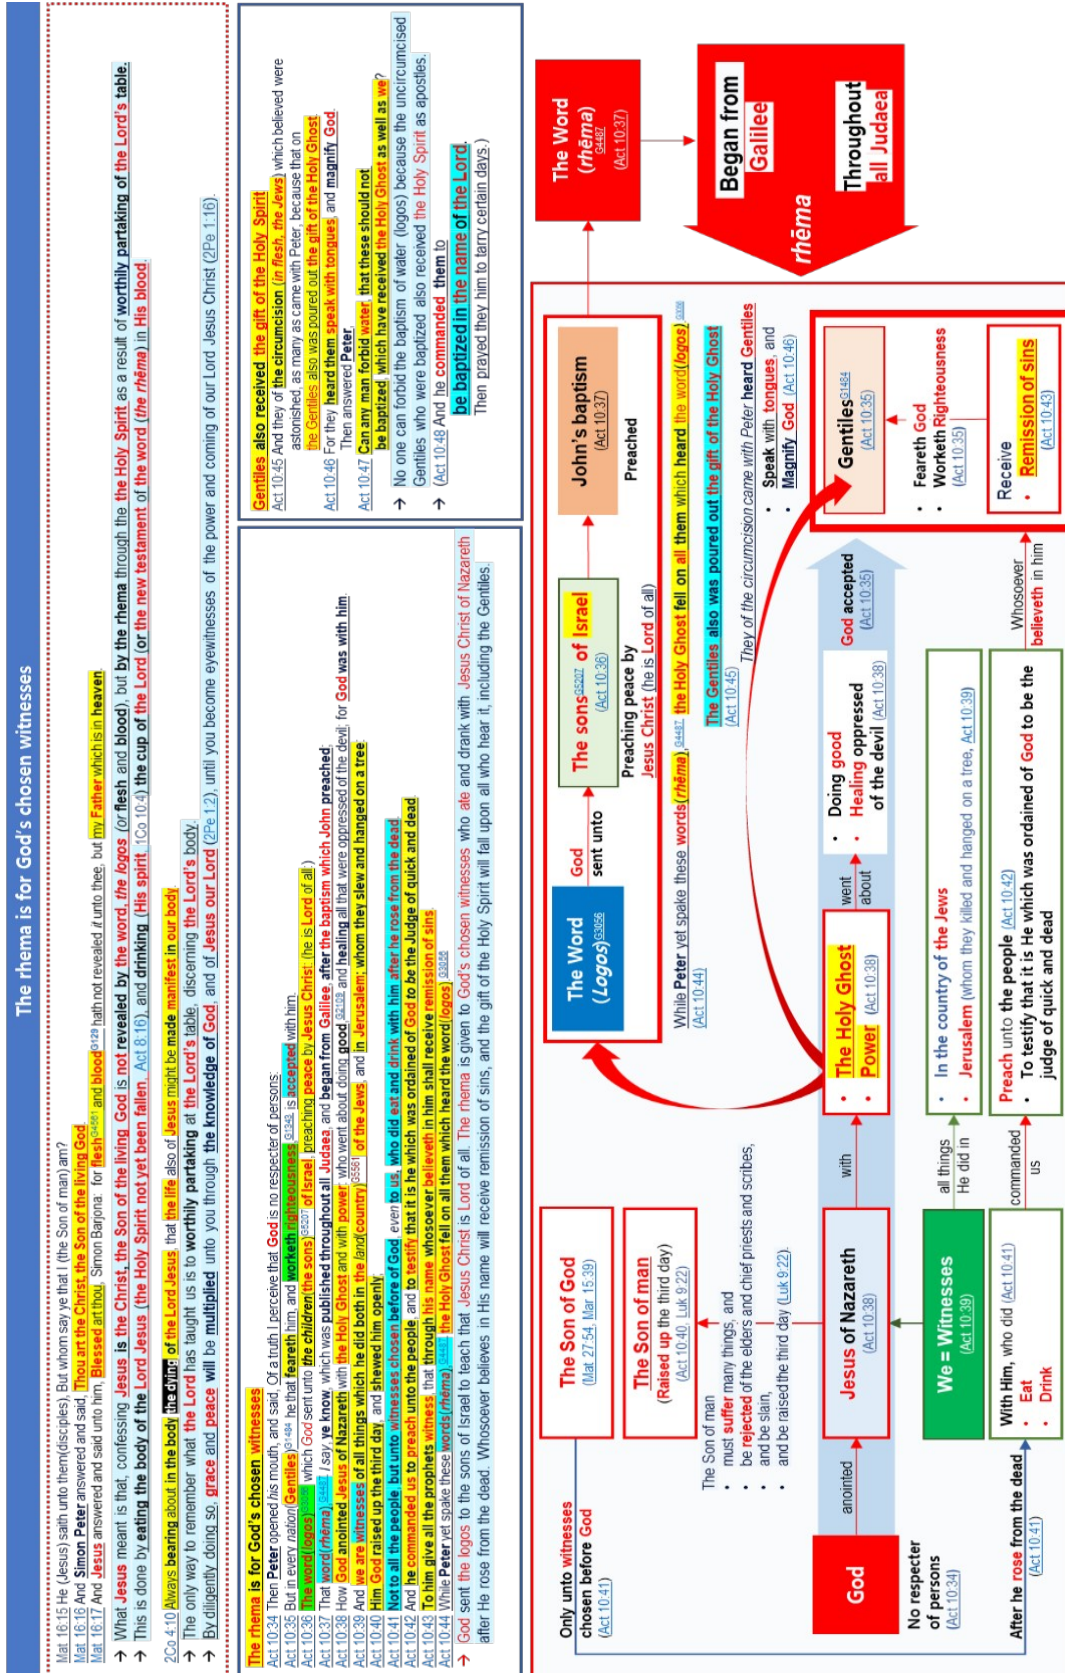 The rhema is for God's chosen witnesses
Mat 16:15 He (Jesus) saith unto them(disciples), But whom say ye that I (the Son of man) am?
Mat 16:16 And Simon Peter answered and said, Thou art the Christ, the Son of the living God.
Mat 16:17 And Jesus answered and said unto him, Blessed art thou, Simon Barjona: for flesh G4561 and blood G129 hath not revealed it unto thee, but my Father which is in heaven.
→ What Jesus meant is that, confessing Jesus is the Christ, the Son of the living God is not revealed by the word, the logos (or flesh and blood), but by the rhema through the Holy Spirit as a result of worthily partaking of the Lord's table.
→ This is done by eating the body of the Lord Jesus (the Holy Spirit not yet been fallen, Act 8:16), and drinking (His spirit, 1Co 10:4) the cup of the Lord (or the new testament of the word (the rhēma) in His blood.
2Co 4:10 Always bearing about in the body the dying of the Lord Jesus, that the life also of Jesus might be made manifest in our body.
→ The only way to remember what the Lord has taught us is to worthily partaking at the Lord's table, discerning the Lord's body.
→ By diligently doing so, grace and peace will be multiplied unto you through the knowledge of God, and of Jesus our Lord (2Pe 1:2), until you become eyewitnesses of the power and coming of our Lord Jesus Christ (2Pe 1:16).
The rhema is for God's chosen witnesses
Act 10:34 Then Peter opened his mouth, and said, Of a truth I perceive that God is no respecter of persons:
Act 10:35 But in every nation(Gentiles)G1484 he that feareth him, and worketh righteousness, G1343 is accepted with him.
Act 10:36 The word(logos)G3056 which God sent unto the children(the sons)G5207 of Israel, preaching peace by Jesus Christ: (he is Lord of all:)
Act 10:37 That word(rhēma), G4487 I say, ye know, which was published throughout all Judaea, and began from Galilee, after the baptism which John preached;
Act 10:38 How God anointed Jesus of Nazareth with the Holy Ghost and with power: who went about doing good, G2109 and healing all that were oppressed of the devil; for God was with him.
Act 10:39 And we are witnesses of all things which he did both in the land(country)G5561 of the Jews, and in Jerusalem; whom they slew and hanged on a tree:
Act 10:40 Him God raised up the third day, and shewed him openly;
Act 10:41 Not to all the people, but unto witnesses chosen before of God, even to us, who did eat and drink with him after he rose from the dead.
Act 10:42 And he commanded us to preach unto the people, and to testify that it is he which was ordained of God to be the Judge of quick and dead.
Act 10:43 To him give all the prophets witness, that through his name whosoever believeth in him shall receive remission of sins.
Act 10:44 While Peter yet spake these words(rhēma), G4487 the Holy Ghost fell on all them which heard the word(logos).G3056
→ God sent the logos to the sons of Israel to teach that Jesus Christ is Lord of all. The rhema is given to God's chosen witnesses who ate and drank with Jesus Christ of Nazareth
after He rose from the dead. Whosoever believes in His name will receive remission of sins, and the gift of the Holy Spirit will fall upon all who hear it, including the Gentiles.
Gentiles also received the gift of the Holy Spirit
Act 10:45 And they of the circumcision (in flesh, the Jews) which believed were
astonished, as many as came with Peter, because that on
the Gentiles also was poured out the gift of the Holy Ghost.
Act 10:46 For they heard them speak with tongues, and magnify God.
Then answered Peter,
Act 10:47 Can any man forbid water, that these should not
be baptized, which have received the Holy Ghost as well as we?
→ No one can forbid the baptism of water (logos) because the uncircumcised
Gentiles who were baptized also received the Holy Spirit as apostles.
→ (Act 10:48 And he commanded them to
be baptized in the name of the Lord.
Then prayed they him to tarry certain days.)
Only unto witnesses
chosen before God
(Act 10:41)
The Son of God
(Mat 27:54, Mar 15:39)
The Son of man
(Raised up the third day)
(Act 10:40, Luk 9:22)
The Son of man
• must suffer many things, and
• be rejected of the elders and chief priests and scribes,
• and be slain,
• and be raised the third day (Luk 9:22).
The Word
(Logos)G3056
God
sent unto
The sonsG5207 of Israel
(Act 10:36)
Preaching peace by
Jesus Christ (he is Lord of all)
John's baptism
(Act 10:37)
Preached
The Word
(rhēma)
G4487
(Act 10:37)
Began from
Galilee
Throughout
all Judaea
rhēma
While Peter yet spake these words(rhēma), G4487 the Holy Ghost fell on all them which heard the word(logos).G3056
(Act 10:44)
The Gentiles also was poured out the gift of the Holy Ghost
(Act 10:45)
They of the circumcision came with Peter heard Gentiles
• Speak with tongues, and
• Magnify God (Act 10:46)
God
anointed
Jesus of Nazareth
(Act 10:38)
with
• The Holy Ghost
• Power (Act 10:38)
went
about
• Doing good
• Healing oppressed
of the devil (Act 10:38)
God accepted
(Act 10:35)
GentilesG1484
(Act 10:35)
• Feareth God
• Worketh Righteousness
(Act 10:35)
Receive
• Remission of sins
(Act 10:43)
No respecter
of persons
(Act 10:34)
We = Witnesses
(Act 10:39)
all things
He did in
• In the country of the Jews
• Jerusalem (whom they killed and hanged on a tree, Act 10:39)
After he rose from the dead
(Act 10:41)
With Him, who did (Act 10:41)
• Eat
• Drink
commanded
us
Preach unto the people (Act 10:42)
• To testify that it is He which was ordained of God to be the
judge of quick and dead
Whosoever
believeth in him